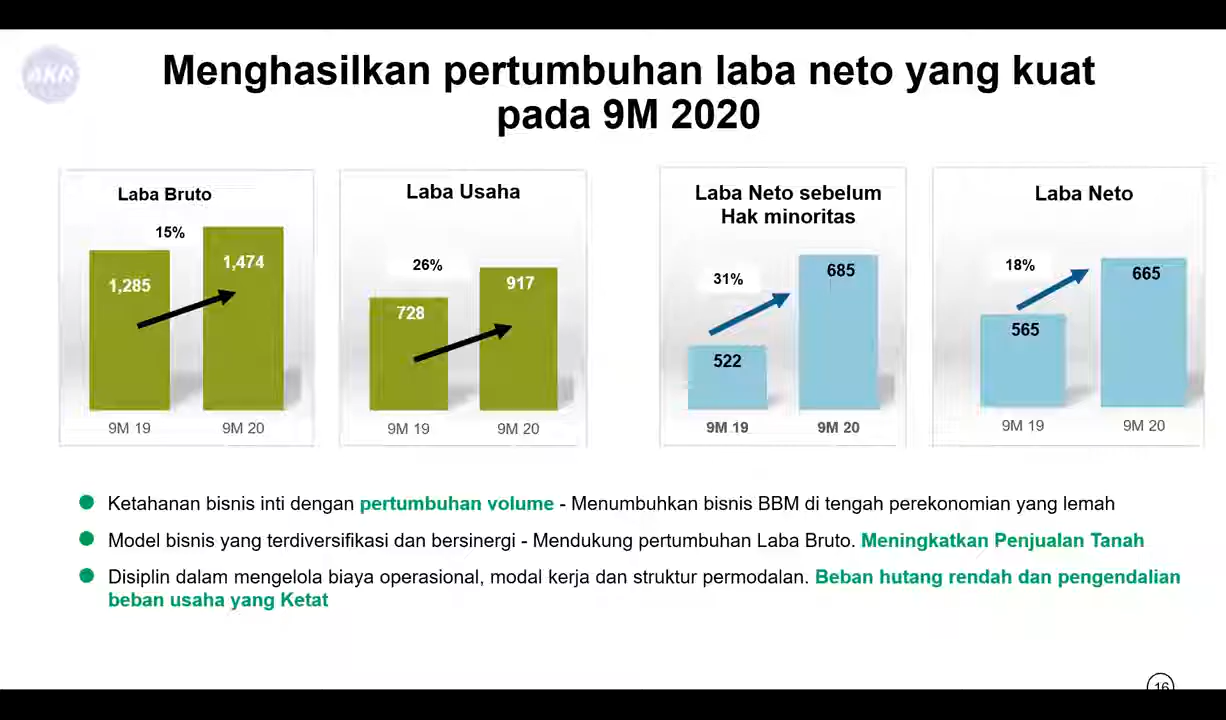 AKR
Menghasilkan pertumbuhan laba neto yang kuat
pada 9M 2020
Laba Bruto
15%
1,285
1,474
9M 19
9M 20
Laba Usaha
26%
728
917
9M 19
9M 20
Laba Neto sebelum
Hak minoritas
31%
522
685
9M 19
9M 20
Laba Neto
18%
565
665
9M 19
9M 20
Ketahanan bisnis inti dengan pertumbuhan volume - Menumbuhkan bisnis BBM di tengah perekonomian yang lemah
Model bisnis yang terdiversifikasi dan bersinergi - Mendukung pertumbuhan Laba Bruto. Meningkatkan Penjualan Tanah
Disiplin dalam mengelola biaya operasional, modal kerja dan struktur permodalan. Beban hutang rendah dan pengendalian
beban usaha yang Ketat
16